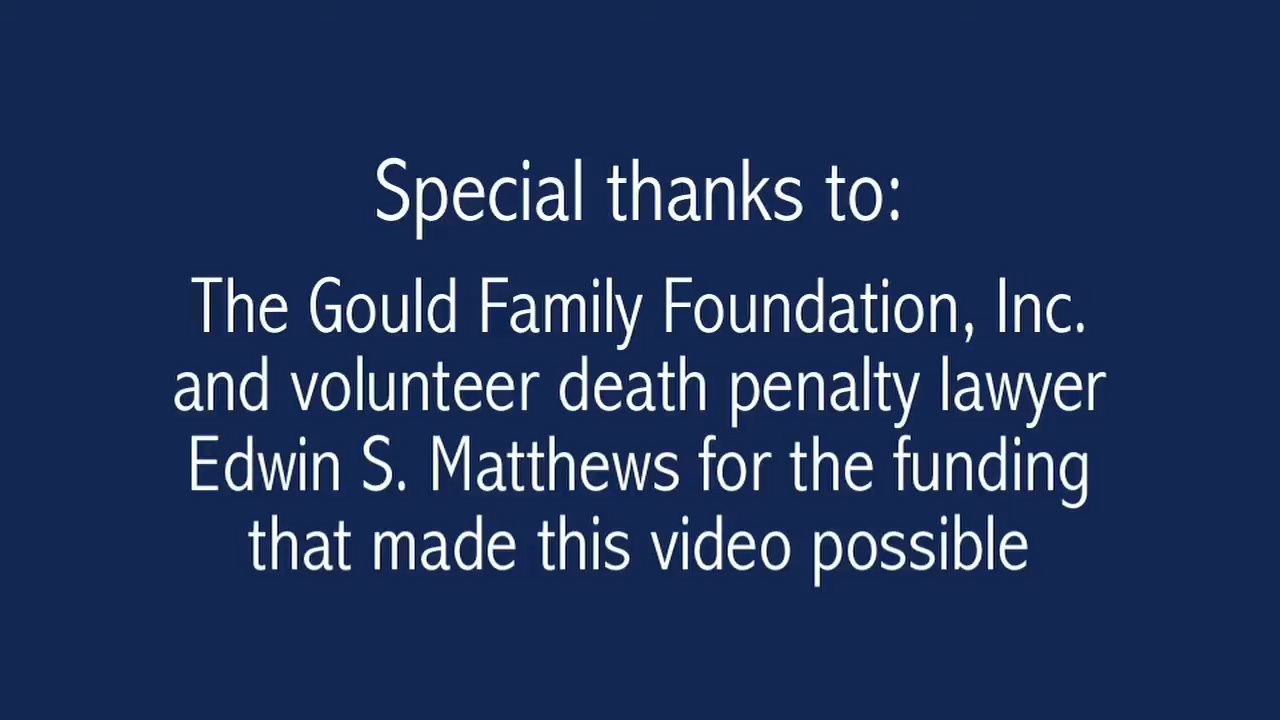 Special thanks to:
The Gould Family Foundation, Inc.
and volunteer death penalty lawyer
Edwin S. Matthews for the funding
that made this video possible